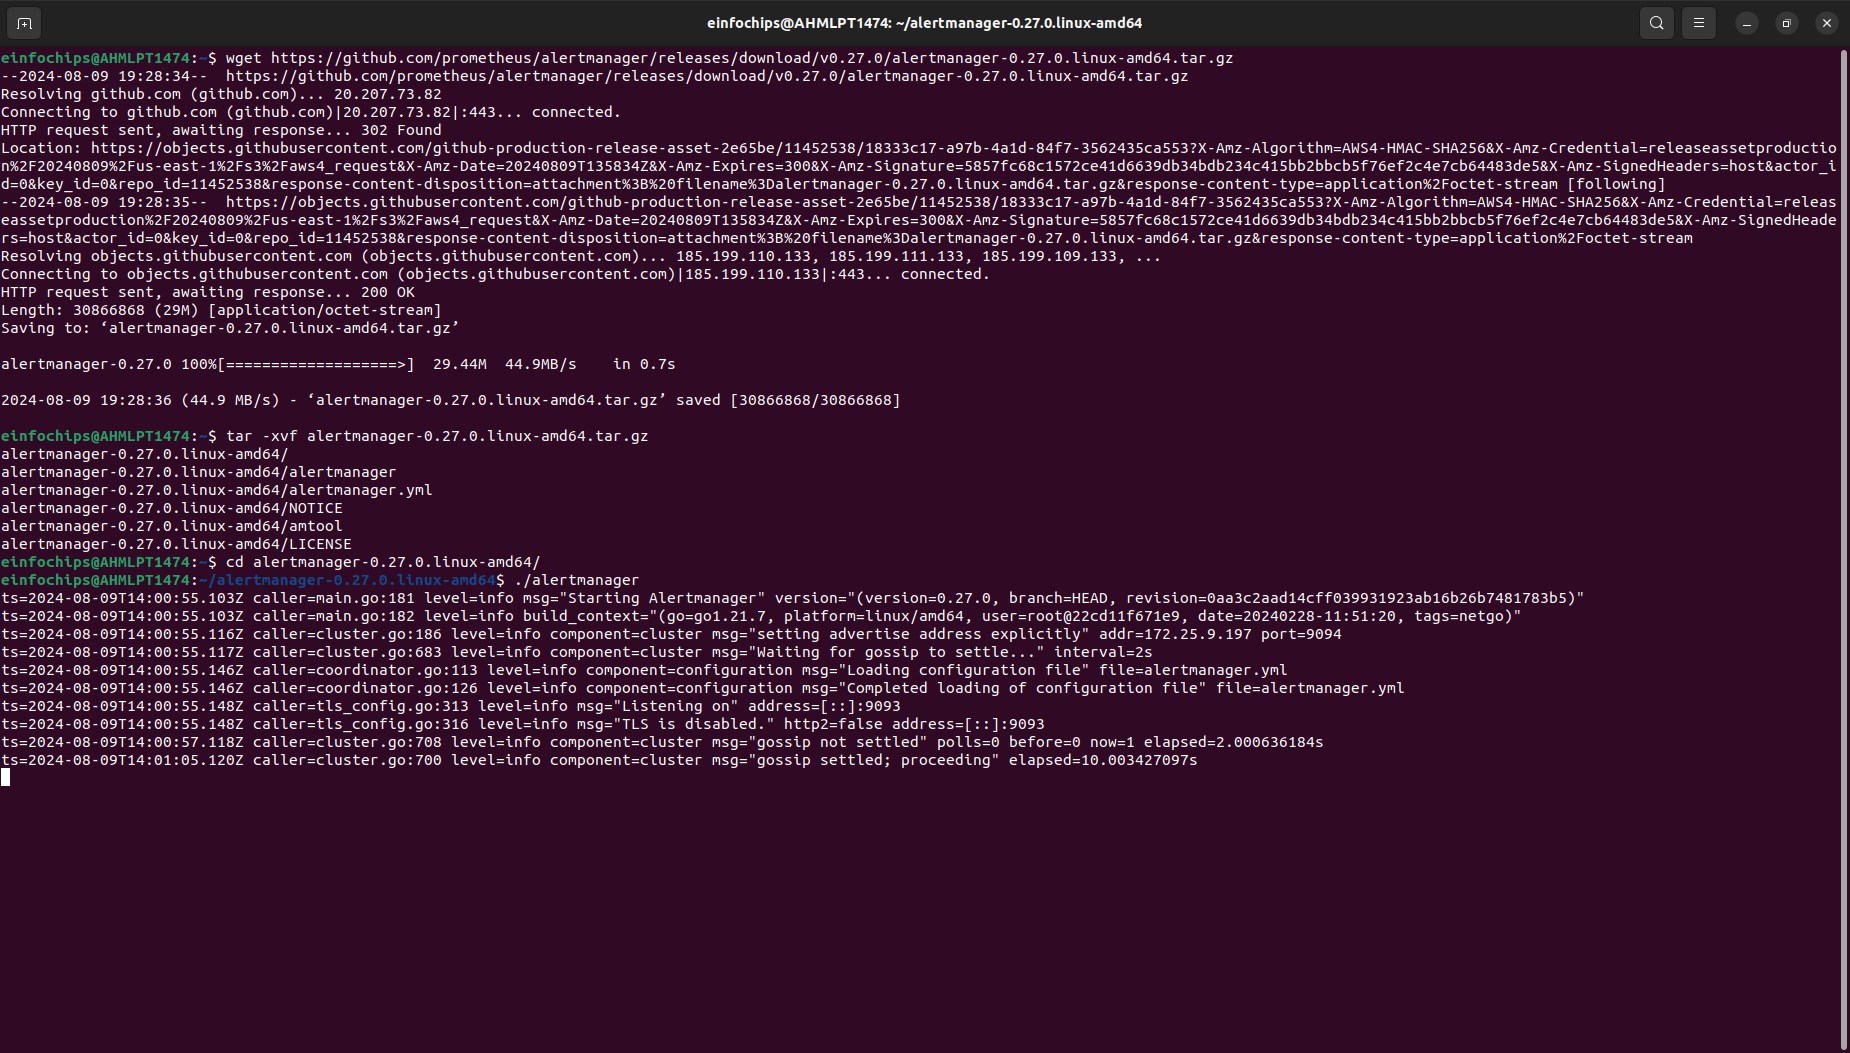 einfochips@AHMLPT1474: ~/alertmanager-0.27.0.linux-amd64
einfochips@AHMLPT1474:~$ wget https://github.com/prometheus/alertmanager/releases/download/v0.27.0/alertmanager-0.27.0.linux-amd64.tar.gz
--2024-08-09 19:28:34--  https://github.com/prometheus/alertmanager/releases/download/v0.27.0/alertmanager-0.27.0.linux-amd64.tar.gz
Resolving github.com (github.com)... 20.207.73.82
Connecting to github.com (github.com)|20.207.73.82|:443... connected.
HTTP request sent, awaiting response... 302 Found
Location: https://objects.githubusercontent.com/github-production-release-asset-2e65be/11452538/18333c17-a97b-4a1d-84f7-3562435ca553?X-Amz-Algorithm=AWS4-HMAC-SHA256&X-Amz-Credential=releaseassetproductio
n%2F20240809%2Fus-east-1%2Fs3%2Faws4_request&X-Amz-Date=20240809T135834Z&X-Amz-Expires=300&X-Amz-Signature=5857fc68c1572ce41d6639db34bdb234c415bb2bbcb5f76ef2c4e7cb64483de5&X-Amz-SignedHeaders=host&actor_i
d=0&key_id=0&repo_id=11452538&response-content-disposition=attachment%3B%20filename%3Dalertmanager-0.27.0.linux-amd64.tar.gz&response-content-type=application%2Foctet-stream [following]
--2024-08-09 19:28:35--  https://objects.githubusercontent.com/github-production-release-asset-2e65be/11452538/18333c17-a97b-4a1d-84f7-3562435ca553?X-Amz-Algorithm=AWS4-HMAC-SHA256&X-Amz-Credential=releas
eassetproduction%2F20240809%2Fus-east-1%2Fs3%2Faws4_request&X-Amz-Date=20240809T135834Z&X-Amz-Expires=300&X-Amz-Signature=5857fc68c1572ce41d6639db34bdb234c415bb2bbcb5f76ef2c4e7cb64483de5&X-Amz-SignedHeade
rs=host&actor_id=0&key_id=0&repo_id=11452538&response-content-disposition=attachment%3B%20filename%3Dalertmanager-0.27.0.linux-amd64.tar.gz&response-content-type=application%2Foctet-stream
Resolving objects.githubusercontent.com (objects.githubusercontent.com)... 185.199.110.133, 185.199.111.133, 185.199.109.133, ...
Connecting to objects.githubusercontent.com (objects.githubusercontent.com)|185.199.110.133|:443... connected.
HTTP request sent, awaiting response... 200 OK
Length: 30866868 (29M) [application/octet-stream]
Saving to: ‘alertmanager-0.27.0.linux-amd64.tar.gz’
alertmanager-0.27.0 100%[===================>]  29.44M  44.9MB/s    in 0.7s
2024-08-09 19:28:36 (44.9 MB/s) - ‘alertmanager-0.27.0.linux-amd64.tar.gz’ saved [30866868/30866868]
einfochips@AHMLPT1474:~$ tar -xvf alertmanager-0.27.0.linux-amd64.tar.gz
alertmanager-0.27.0.linux-amd64/
alertmanager-0.27.0.linux-amd64/alertmanager
alertmanager-0.27.0.linux-amd64/alertmanager.yml
alertmanager-0.27.0.linux-amd64/NOTICE
alertmanager-0.27.0.linux-amd64/amtool
alertmanager-0.27.0.linux-amd64/LICENSE
einfochips@AHMLPT1474:~$ cd alertmanager-0.27.0.linux-amd64/
einfochips@AHMLPT1474:~/alertmanager-0.27.0.linux-amd64$ ./alertmanager
ts=2024-08-09T14:00:55.103Z caller=main.go:181 level=info msg="Starting Alertmanager" version="(version=0.27.0, branch=HEAD, revision=0aa3c2aad14cff039931923ab16b26b7481783b5)"
ts=2024-08-09T14:00:55.103Z caller=main.go:182 level=info build_context="(go=go1.21.7, platform=linux/amd64, user=root@22cd11f671e9, date=20240228-11:51:20, tags=netgo)"
ts=2024-08-09T14:00:55.116Z caller=cluster.go:186 level=info component=cluster msg="setting advertise address explicitly" addr=172.25.9.197 port=9094
ts=2024-08-09T14:00:55.117Z caller=cluster.go:683 level=info component=cluster msg="Waiting for gossip to settle..." interval=2s
ts=2024-08-09T14:00:55.146Z caller=coordinator.go:113 level=info component=configuration msg="Loading configuration file" file=alertmanager.yml
ts=2024-08-09T14:00:55.146Z caller=coordinator.go:126 level=info component=configuration msg="Completed loading of configuration file" file=alertmanager.yml
ts=2024-08-09T14:00:55.148Z caller=tls_config.go:313 level=info msg="Listening on" address=[::]:9093
ts=2024-08-09T14:00:55.148Z caller=tls_config.go:316 level=info msg="TLS is disabled." http2=false address=[::]:9093
ts=2024-08-09T14:00:57.118Z caller=cluster.go:708 level=info component=cluster msg="gossip not settled" polls=0 before=0 now=1 elapsed=2.000636184s
ts=2024-08-09T14:01:05.120Z caller=cluster.go:700 level=info component=cluster msg="gossip settled; proceeding" elapsed=10.003427097s